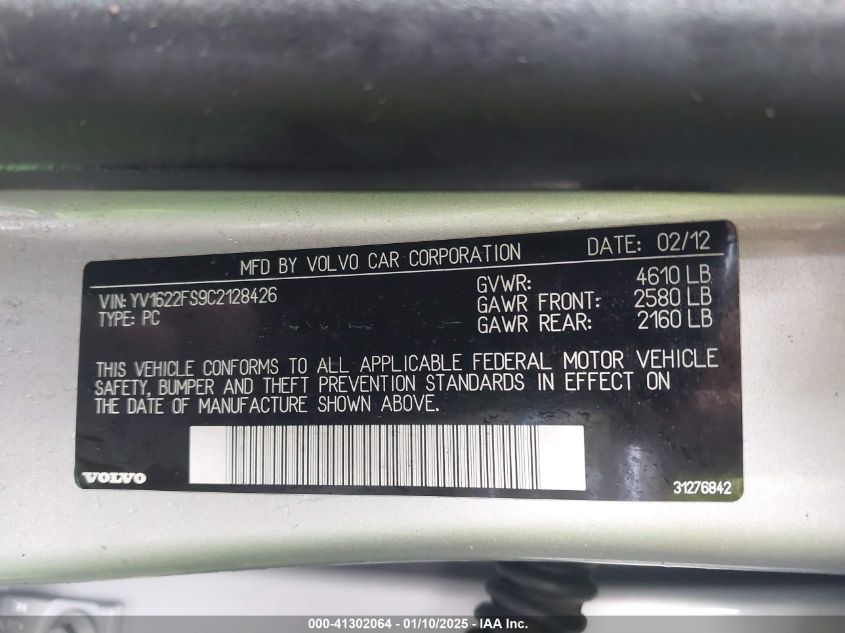 MFD BY VOLVO CAR CORPORATION DATE: 02/12
VIN: YV1622FS9C2128426
TYPE: PC
GVWR: 4610 LB
GAWR FRONT: 2580 LB
GAWR REAR: 2160 LB
THIS VEHICLE CONFORMS TO ALL APPLICABLE FEDERAL MOTOR VEHICLE
SAFETY, BUMPER AND THEFT PREVENTION STANDARDS IN EFFECT ON
THE DATE OF MANUFACTURE SHOWN ABOVE.
VOLVO
31276842
000-41302064 - 01/10/2025 - IAA Inc.